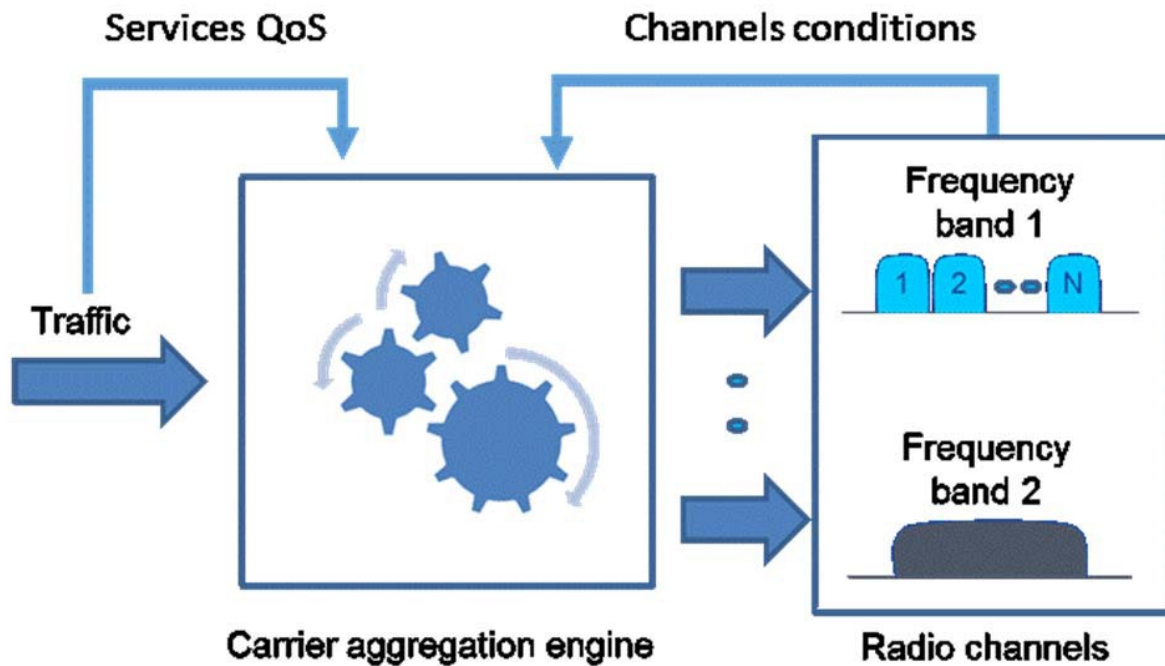 Services QoS
Channels conditions
Traffic
Frequency
band 1
1 2 N
Frequency
band 2
Carrier aggregation engine
Radio channels